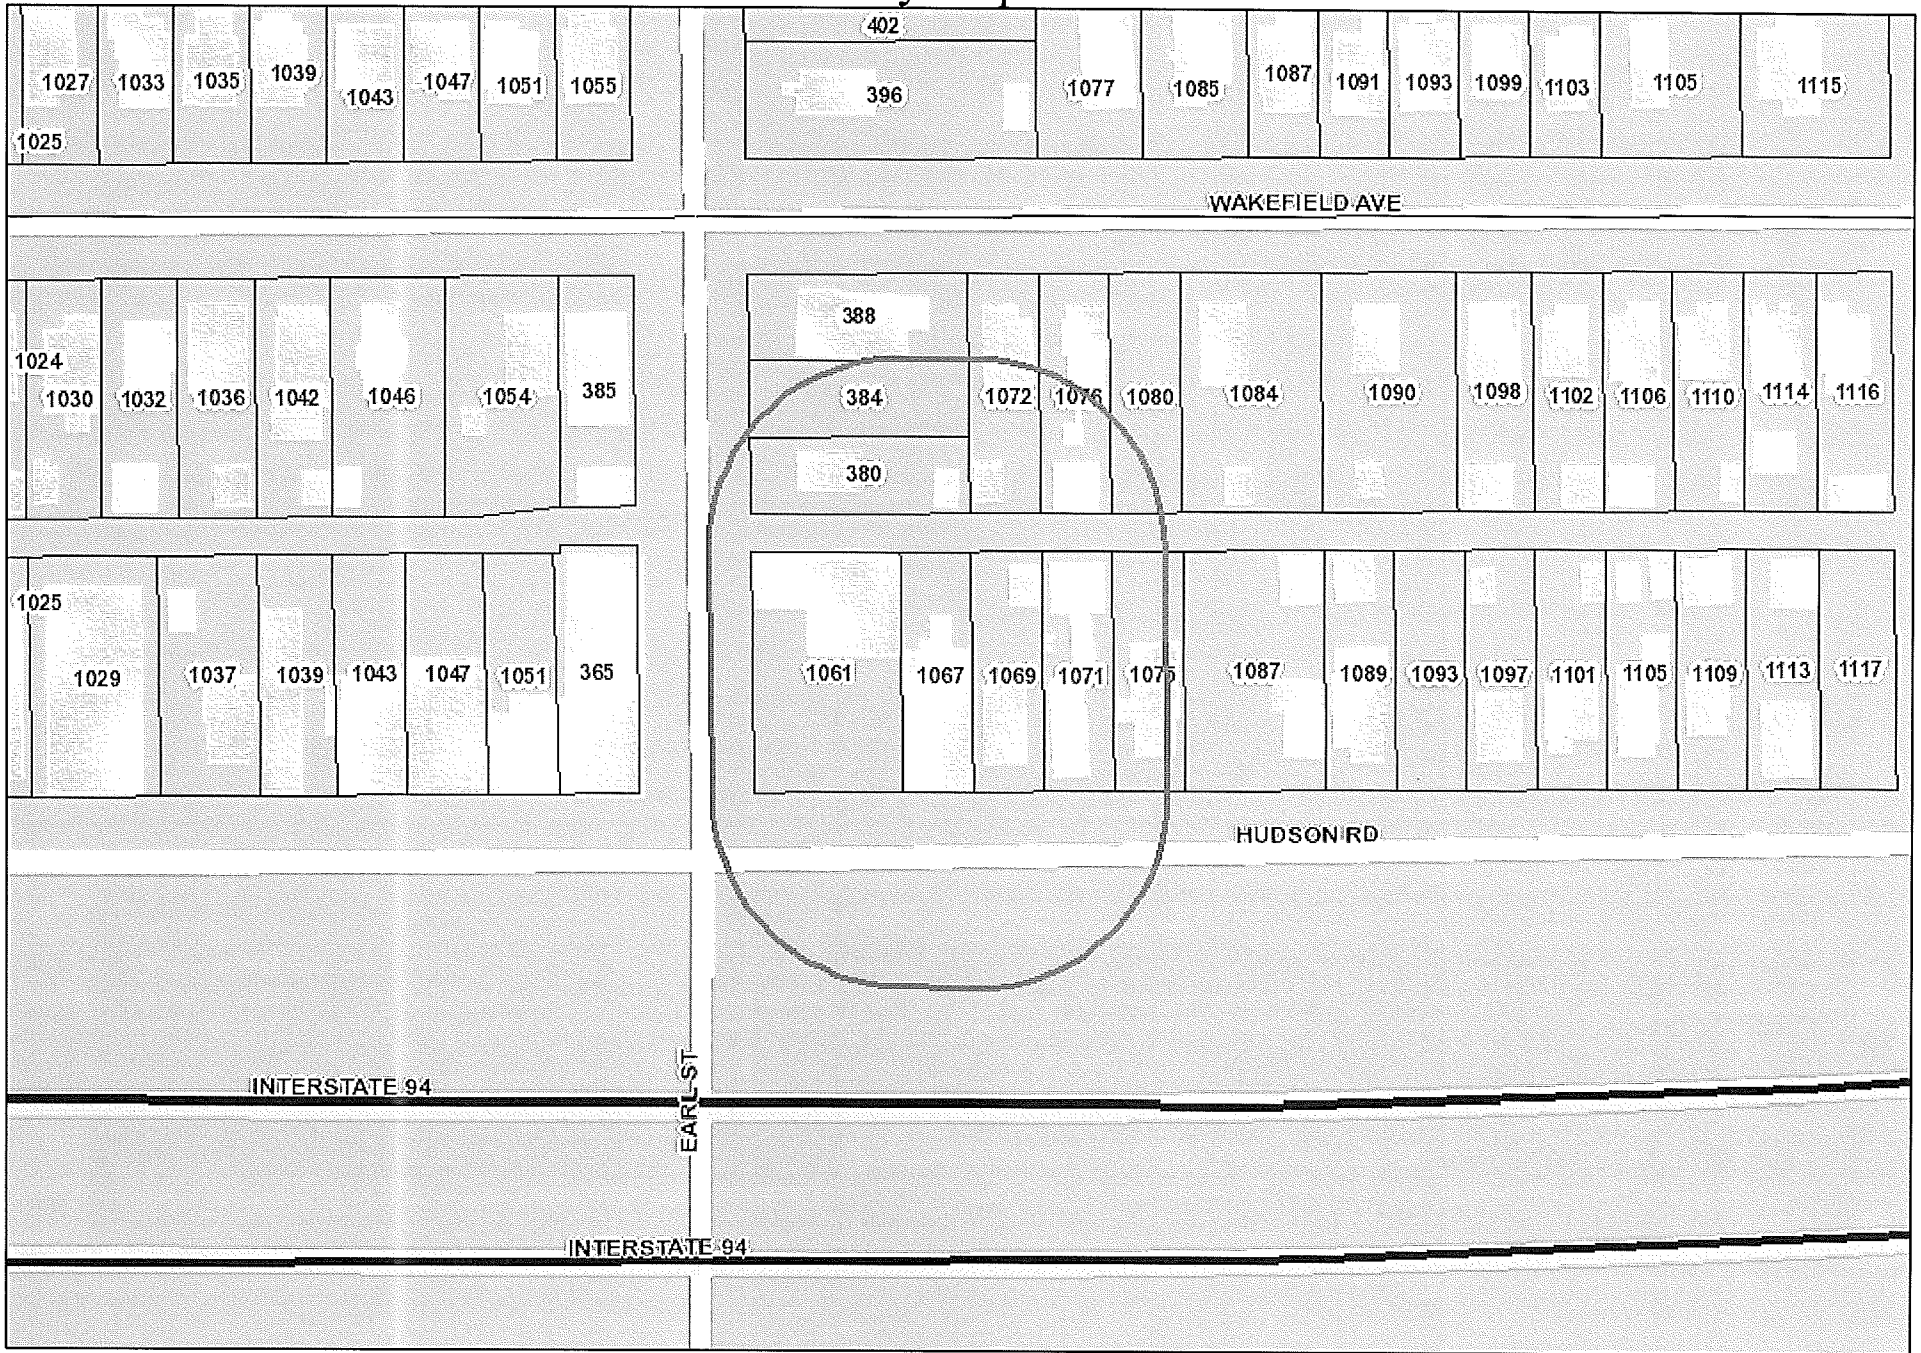 402
1027 1033 1035 1039 1043 1047 1051 1055 396 1077 1085 1087 1091 1093 1099 1103 1105 1115
1025
WAKEFIELD AVE
388
1024
1030 1032 1036 1042 1046 1054 385 384 1072 1076 1080 1084 1090 1098 1102 1106 1110 1114 1116
380
1025
1029 1037 1039 1043 1047 1051 365 1061 1067 1069 1071 1075 1087 1089 1093 1097 1101 1105 1109 1113 1117
HUDSON RD
INTERSTATE 94
EARL ST
INTERSTATE 94